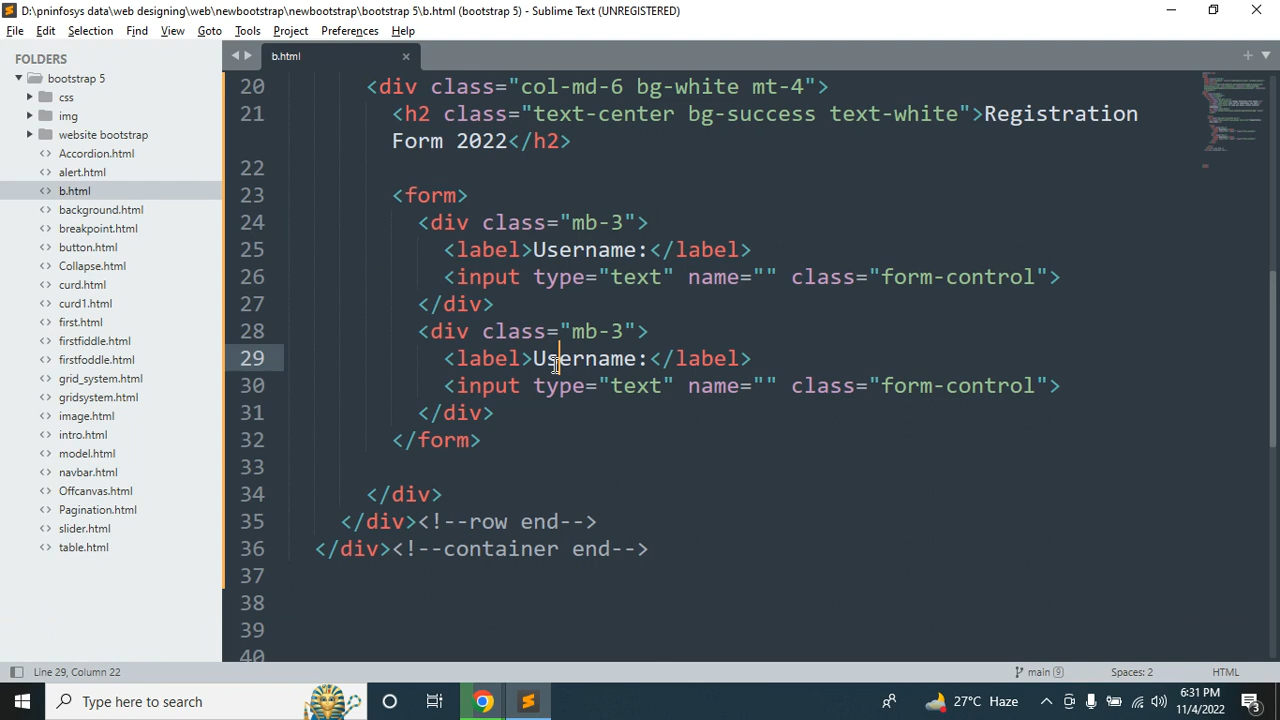 D:\pninfosys data\web designing\web\newbootstrap\newbootstrap\bootstrap 5\b.html (bootstrap 5) - Sublime Text (UNREGISTERED)
File Edit Selection Find View Goto Tools Project Preferences Help
FOLDERS
bootstrap 5
css
img
website bootstrap
Accordion.html
alert.html
b.html
background.html
breakpoint.html
button.html
Collapse.html
curd.html
curd1.html
first.html
firstfiddle.html
firstfoddle.html
grid_system.html
gridsystem.html
image.html
intro.html
model.html
navbar.html
Offcanvas.html
Pagination.html
slider.html
table.html
b.html
20 <div class="col-md-6 bg-white mt-4">
21 <h2 class="text-center bg-success text-white">Registration
Form 2022</h2>
22
23 <form>
24 <div class="mb-3">
25 <label>Username:</label>
26 <input type="text" name="" class="form-control">
27 </div>
28 <div class="mb-3">
29 <label>Username:</label>
30 <input type="text" name="" class="form-control">
31 </div>
32 </form>
33
34 </div>
35 </div><!--row end-->
36 </div><!--container end-->
37
38
39
40
Line 29, Column 22
main 9
Spaces: 2
HTML
Type here to search
27°C Haze
6:31 PM
11/4/2022
3